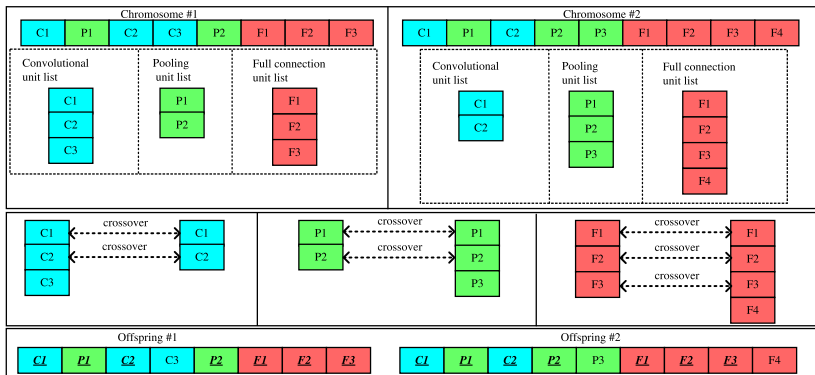 Chromosome #1
C1 P1 C2 C3 P2 F1 F2 F3
Convolutional
unit list
Pooling
unit list
Full connection
unit list
C1
C2
C3
P1
P2
F1
F2
F3
Chromosome #2
C1 P1 C2 P2 P3 F1 F2 F3 F4
Convolutional
unit list
Pooling
unit list
Full connection
unit list
C1
C2
P1
P2
P3
F1
F2
F3
F4
C1 crossover C1
C2 crossover C2
C3
P1 crossover P1
P2 crossover P2
P3
F1 crossover F1
F2 crossover F2
F3 crossover F3
F4
Offspring #1
C1 P1 C2 C3 P2 F1 F2 F3
Offspring #2
C1 P1 C2 P2 P3 F1 F2 F3 F4